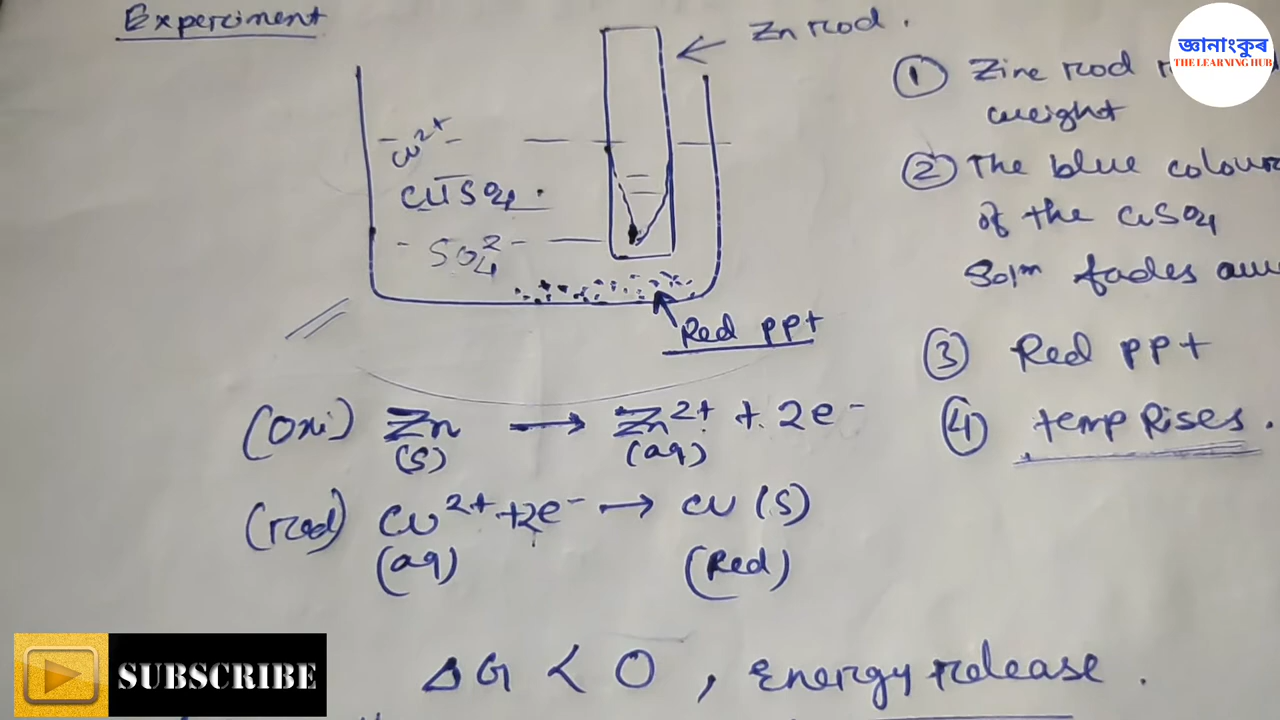 Experiment
Zn rod.
জ্ঞানাংকুৰ
THE LEARNING HUB
① Zinc rod
weight
Cu2+
CuSO4.
SO4 2-
② The blue colour
of the CuSO4
Soln fades
Red ppt
③ Red ppt
(Oxi) Zn → Zn2+ + 2e-
(S) (aq)
④ temp Rises.
(red) Cu2+ +2e- → Cu (S)
(aq) (Red)
SUBSCRIBE
ΔG < 0, Energy release.